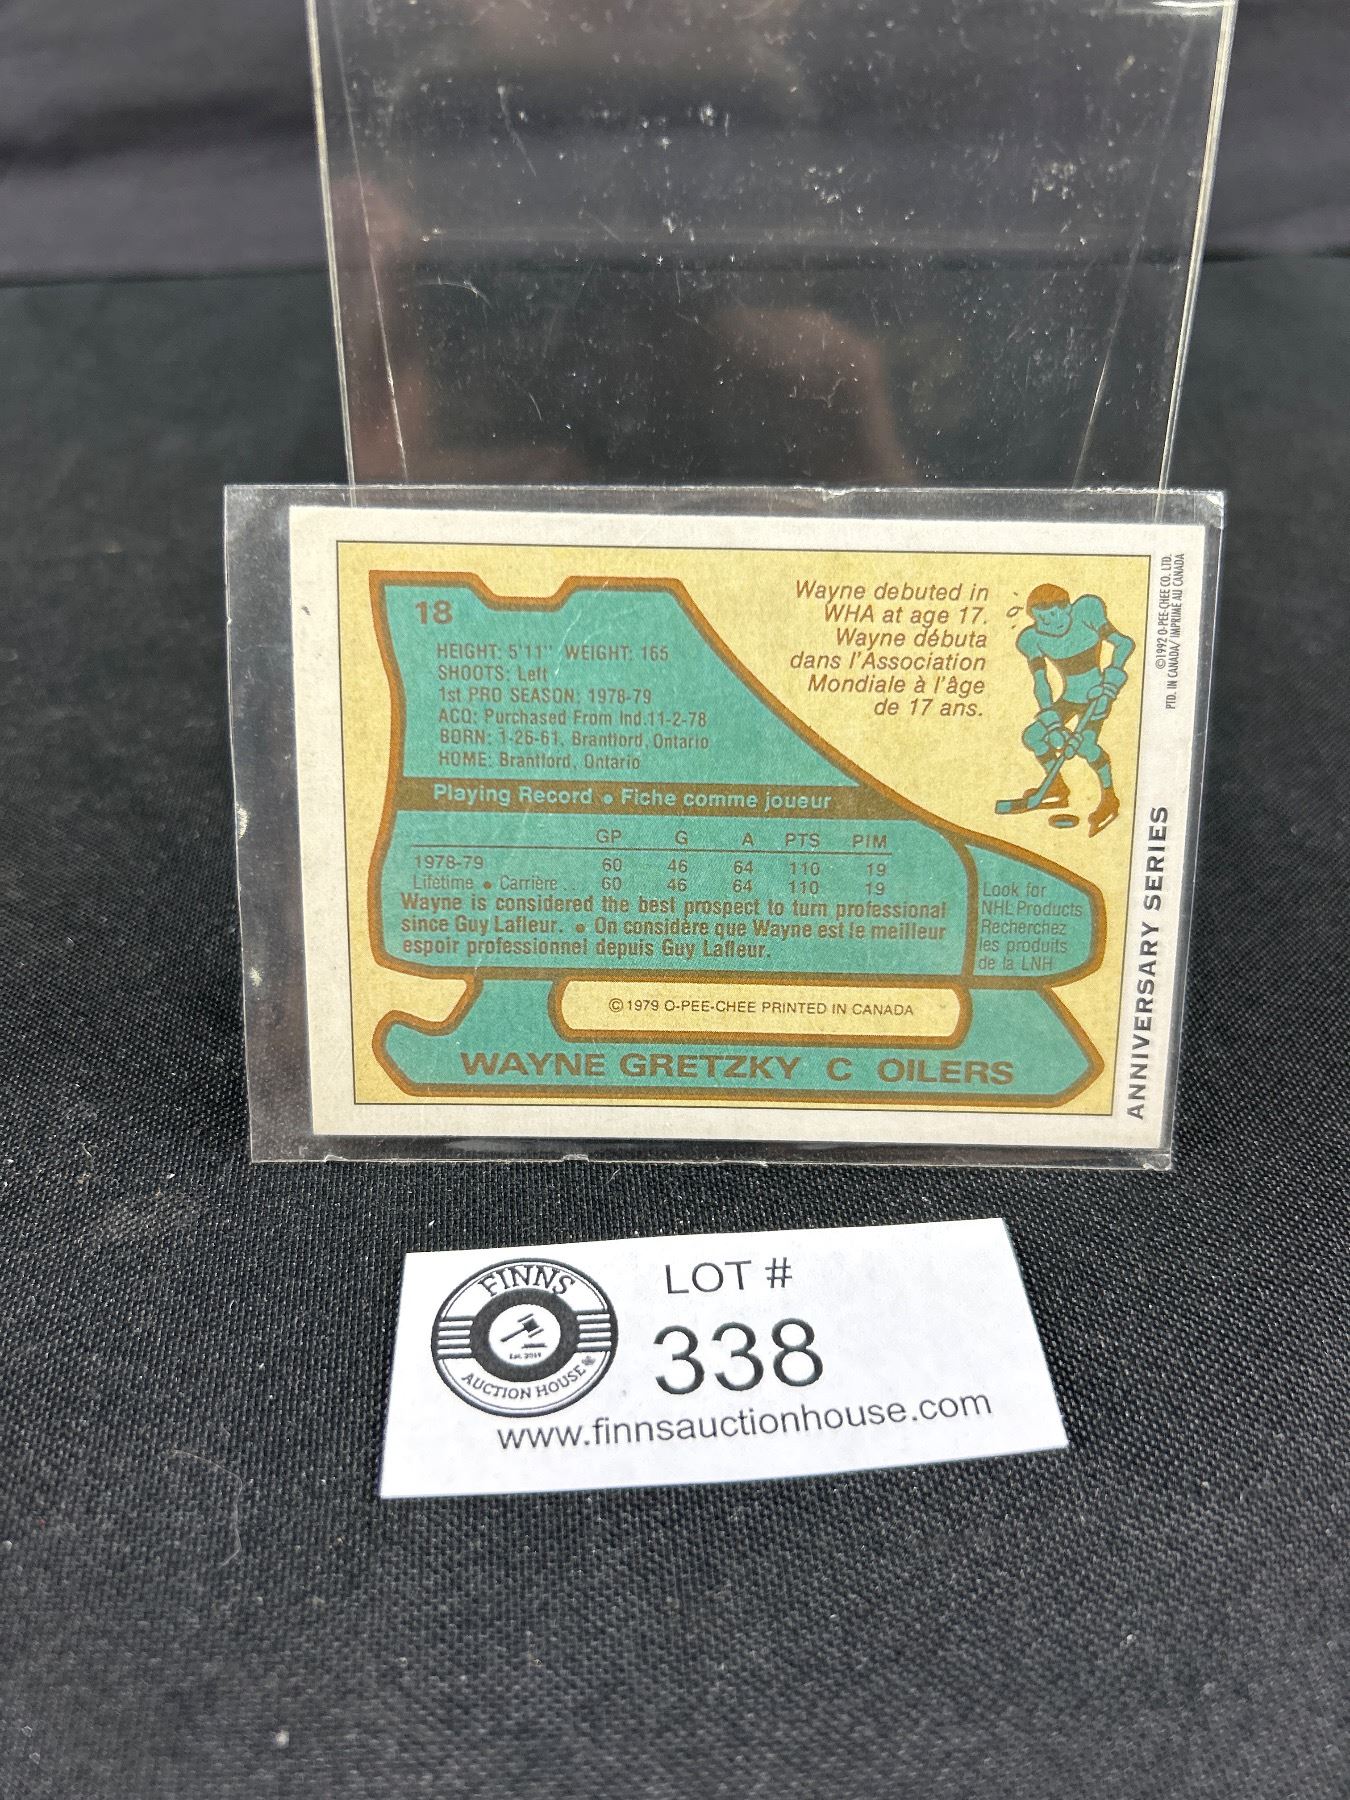 18
HEIGHT: 5'11" WEIGHT: 165
SHOOTS: Left
1st PRO SEASON: 1978-79
ACQ: Purchased From Ind.11-2-78
BORN: 1-26-61, Brantford, Ontario
HOME: Brantford, Ontario
Wayne debuted in
WHA at age 17.
Wayne débuta
dans l'Association
Mondiale à l'âge
de 17 ans.
Playing Record • Fiche comme joueur
GP G A PTS PIM
1978-79 60 46 64 110 19
Lifetime • Carrière . . 60 46 64 110 19
Wayne is considered the best prospect to turn professional
since Guy Lafleur. • On considère que Wayne est le meilleur
espoir professionnel depuis Guy Lafleur.
Look for
NHL Products
Recherchez
les produits
de la LNH
© 1979 O-PEE-CHEE PRINTED IN CANADA
WAYNE GRETZKY C OILERS
ANNIVERSARY SERIES
©1992 O-PEE-CHEE CO. LTD.
PTD. IN CANADA/ IMPRIMÉ AU CANADA
FINNS
Est. 2019
AUCTION HOUSE
LOT #
338
www.finnsauctionhouse.com